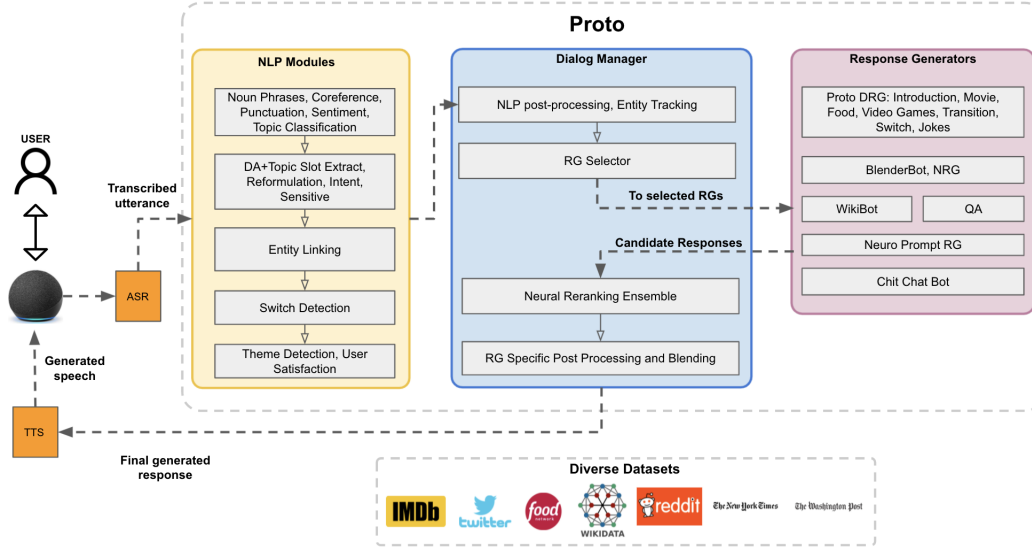 Proto
NLP Modules
Noun Phrases, Coreference,
Punctuation, Sentiment,
Topic Classification
DA+Topic Slot Extract,
Reformulation, Intent,
Sensitive
Entity Linking
Switch Detection
Theme Detection, User
Satisfaction
Dialog Manager
NLP post-processing, Entity Tracking
RG Selector
To selected RGs
Candidate Responses
Neural Reranking Ensemble
RG Specific Post Processing and Blending
Response Generators
Proto DRG: Introduction, Movie,
Food, Video Games, Transition,
Switch, Jokes
BlenderBot, NRG
WikiBot
QA
Neuro Prompt RG
Chit Chat Bot
USER
Transcribed
utterance
ASR
Generated
speech
TTS
Final generated
response
Diverse Datasets
IMDb
twitter
food
network
WIKIDATA
reddit
The New York Times
The Washington Post